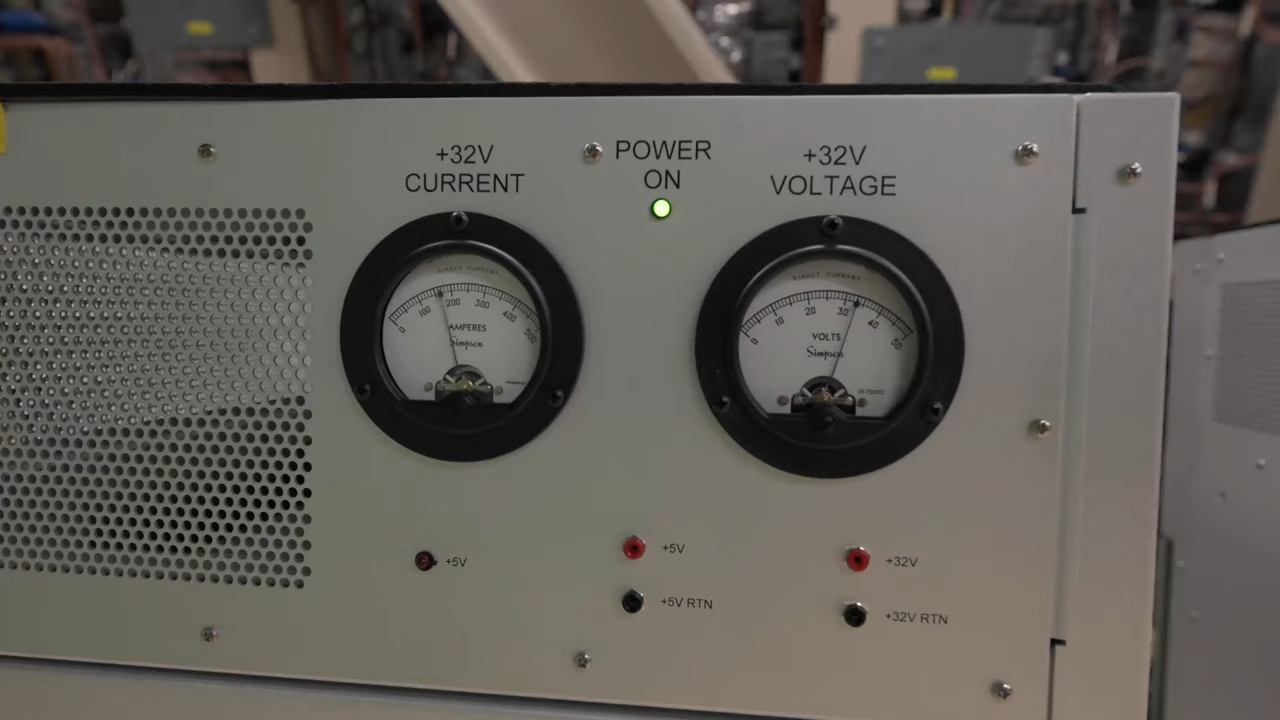 +32V
CURRENT
POWER
ON
+32V
VOLTAGE
DIRECT CURRENT
0 100 200 300 400 500
AMPERES
Simpson
DIRECT CURRENT
0 10 20 30 40 50
VOLTS
Simpson
+5V
+5V
+5V RTN
+32V
+32V RTN